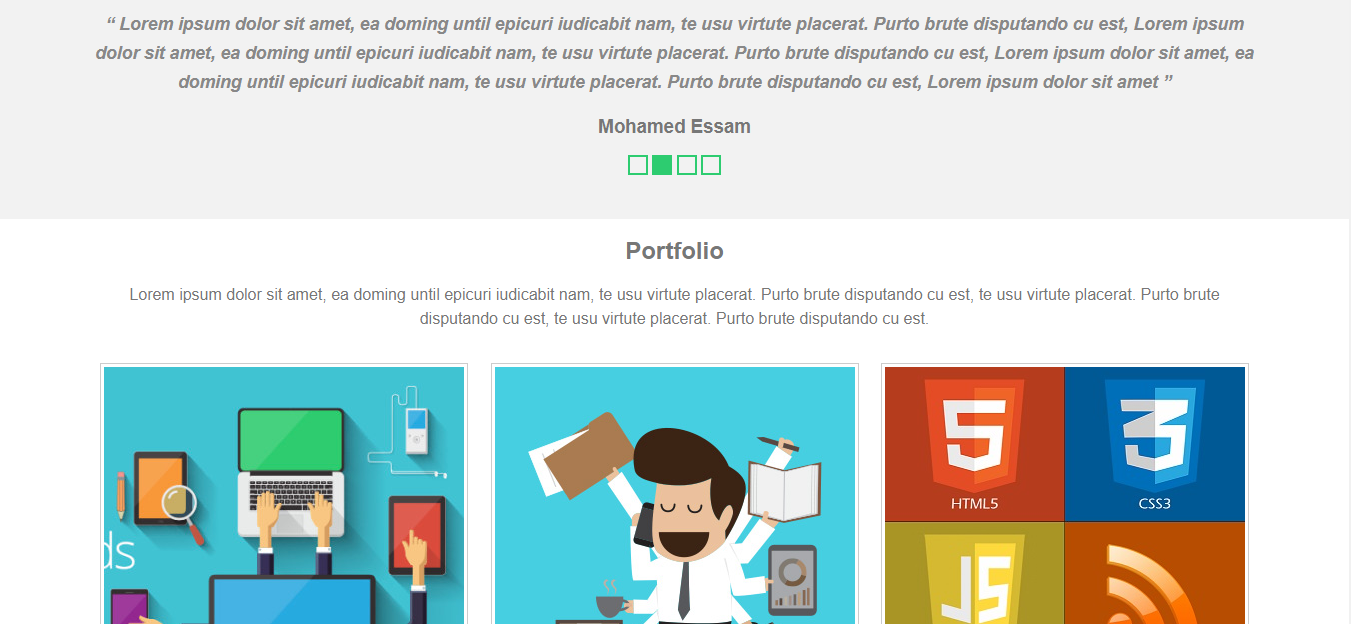 “ Lorem ipsum dolor sit amet, ea doming until epicuri iudicabit nam, te usu virtute placerat. Purto brute disputando cu est, Lorem ipsum
dolor sit amet, ea doming until epicuri iudicabit nam, te usu virtute placerat. Purto brute disputando cu est, Lorem ipsum dolor sit amet, ea
doming until epicuri iudicabit nam, te usu virtute placerat. Purto brute disputando cu est, Lorem ipsum dolor sit amet ”
Mohamed Essam
Portfolio
Lorem ipsum dolor sit amet, ea doming until epicuri iudicabit nam, te usu virtute placerat. Purto brute disputando cu est, te usu virtute placerat. Purto brute
disputando cu est, te usu virtute placerat. Purto brute disputando cu est.
ds
5
HTML5
3
CSS3
JS